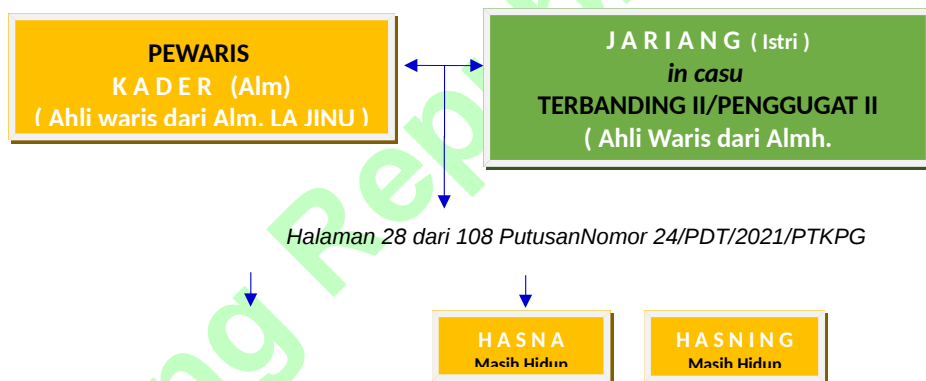 PEWARIS
K A D E R (Alm)
( Ahli waris dari Alm. LA JINU )
J A R I A N G ( Istri )
in casu
TERBANDING II/PENGGUGAT II
( Ahli Waris dari Almh.
Halaman 28 dari 108 PutusanNomor 24/PDT/2021/PTKPG
H A S N A
Masih Hidup
H A S N I N G
Masih Hidup